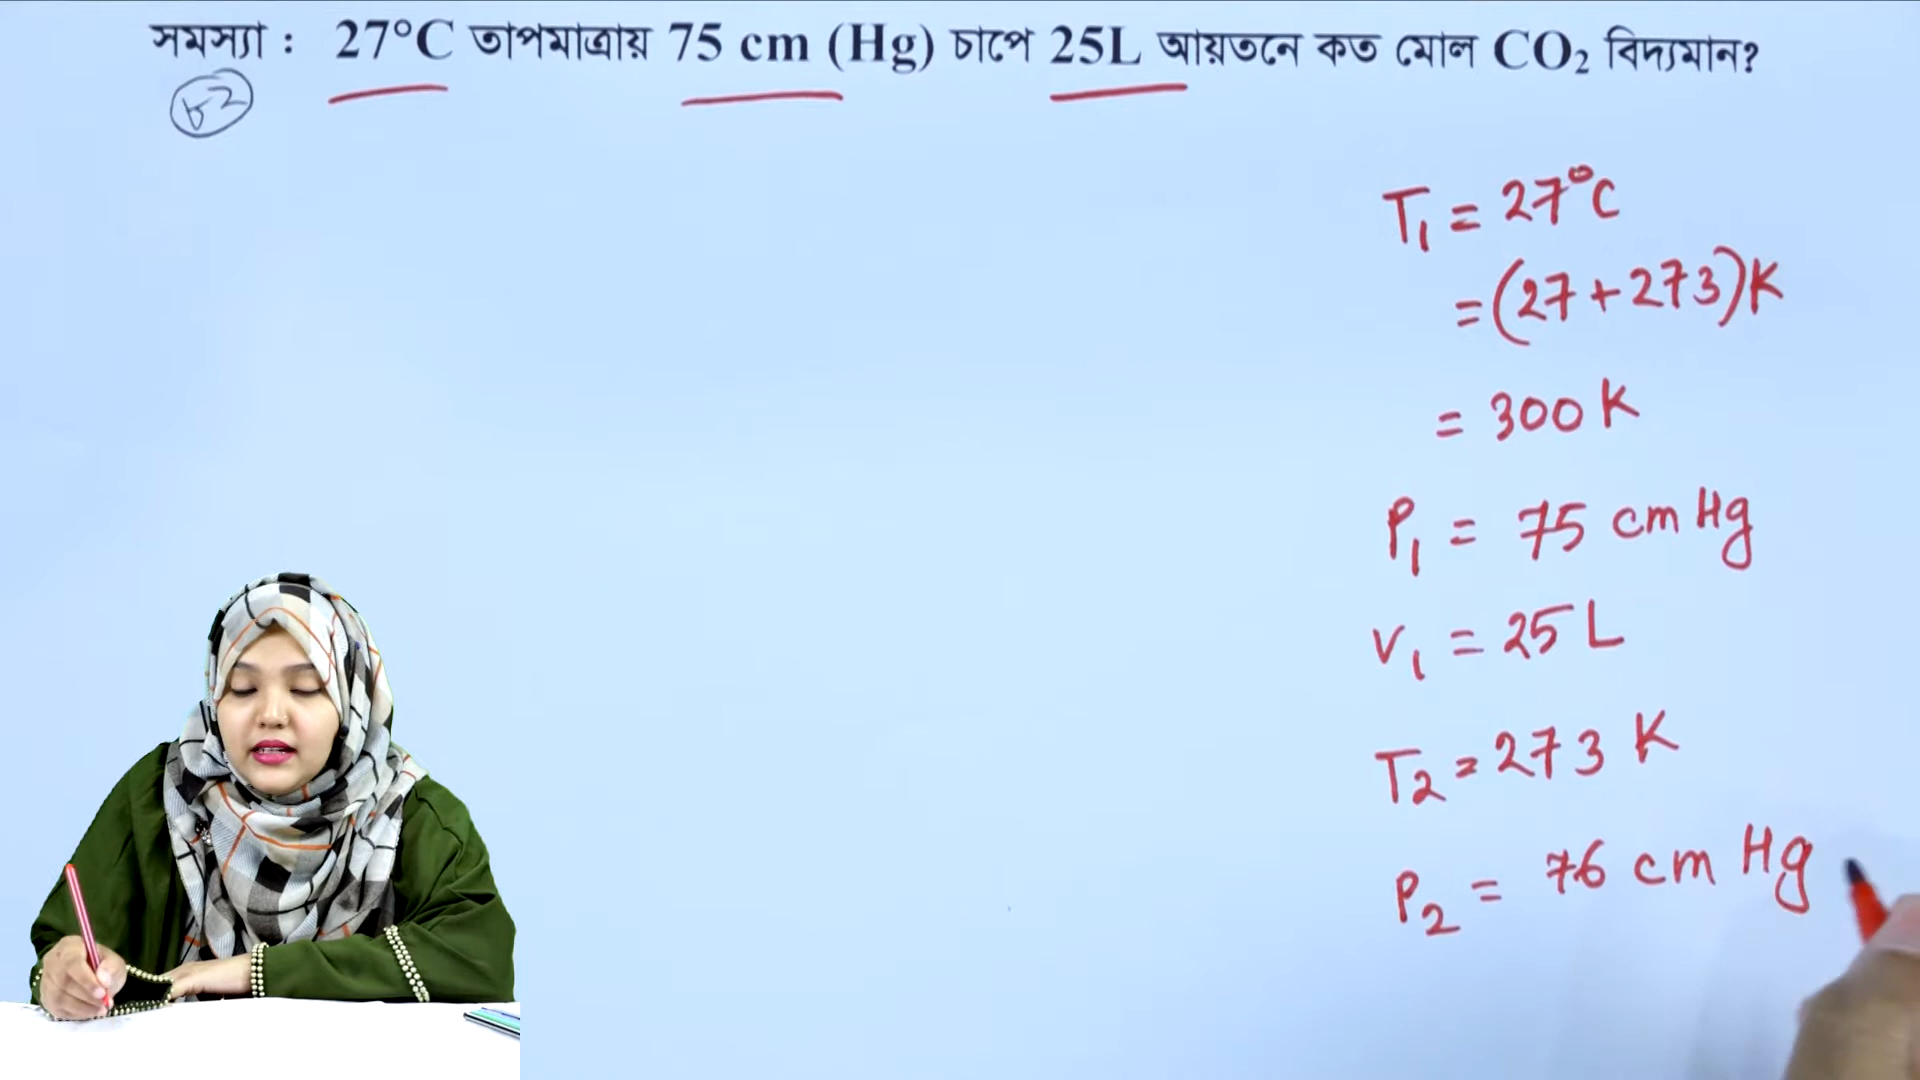 সমস্যা : 27°C তাপমাত্রায় 75 cm (Hg) চাপে 25L আয়তনে কত মোল CO₂ বিদ্যমান?
T₁ = 27°C
= (27+273)K
= 300 K
P₁ = 75 cm Hg
V₁ = 25 L
T₂ = 273 K
P₂ = 76 cm Hg